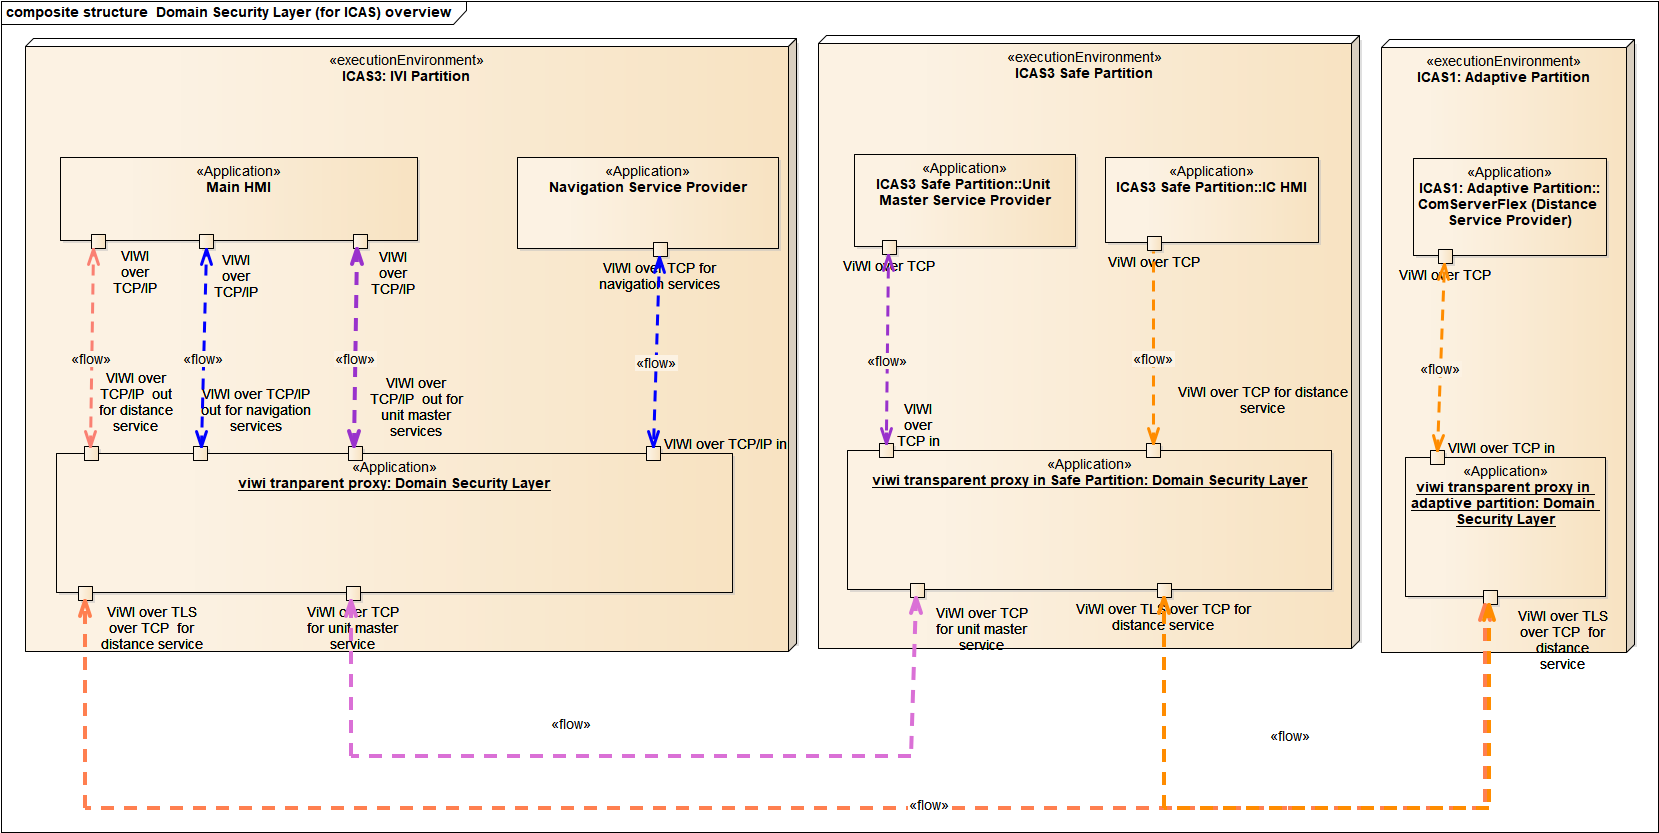 composite structure  Domain Security Layer (for ICAS) overview
«executionEnvironment»
ICAS3: IVI Partition
«Application»
Main HMI
«Application»
Navigation Service Provider
VIWI
over
TCP/IP
VIWI
over
TCP/IP
VIWI
over
TCP/IP
VIWI over TCP for
navigation services
«flow»
«flow»
«flow»
«flow»
VIWI over
TCP/IP  out
for distance
service
VIWI over TCP/IP
out for navigation
services
VIWI over
TCP/IP  out for
unit master
services
VIWI over TCP/IP in
«Application»
viwi tranparent proxy: Domain Security Layer
ViWI over TLS
over TCP  for
distance service
ViWI over TCP
for unit master
service
«executionEnvironment»
ICAS3 Safe Partition
«Application»
ICAS3 Safe Partition::Unit
Master Service Provider
«Application»
ICAS3 Safe Partition::IC HMI
ViWI over TCP
ViWI over TCP
«flow»
«flow»
VIWI
over
TCP in
ViWI over TCP for distance
service
«Application»
viwi transparent proxy in Safe Partition: Domain Security Layer
ViWI over TCP
for unit master
service
ViWI over TLS over TCP for
distance service
«executionEnvironment»
ICAS1: Adaptive Partition
«Application»
ICAS1: Adaptive Partition::
ComServerFlex (Distance
Service Provider)
ViWI over TCP
«flow»
VIWI over TCP in
«Application»
viwi transparent proxy in
adaptive partition: Domain
Security Layer
ViWI over TLS
over TCP  for
distance
service
«flow»
«flow»
«flow»